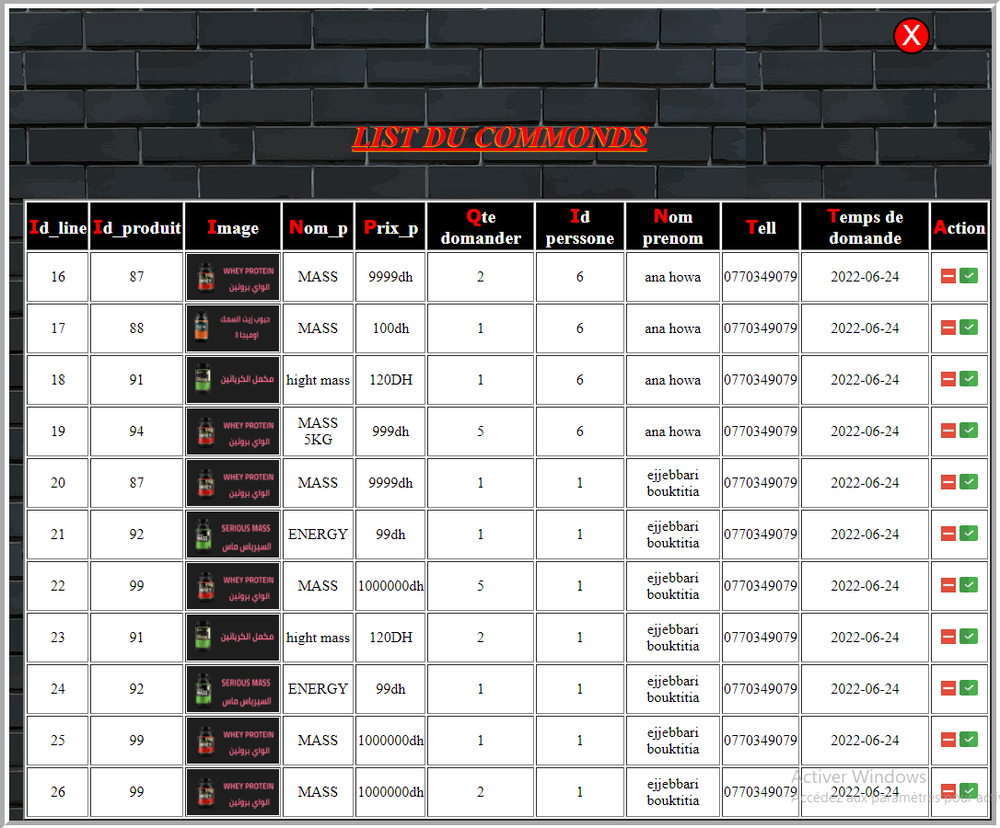 X
LIST DU COMMONDS
Id_line Id_produit Image Nom_p Prix_p Qte domander Id perssone Nom prenom Tell Temps de domande Action
16 87 WHEY PROTEIN الواي بروتين MASS 9999dh 2 6 ana howa 0770349079 2022-06-24
17 88 حبوب زيت السمك اوميجا 3 MASS 100dh 1 6 ana howa 0770349079 2022-06-24
18 91 مكمل الكرياتين hight mass 120DH 1 6 ana howa 0770349079 2022-06-24
19 94 WHEY PROTEIN الواي بروتين MASS 5KG 999dh 5 6 ana howa 0770349079 2022-06-24
20 87 WHEY PROTEIN الواي بروتين MASS 9999dh 1 1 ejjebbari bouktitia 0770349079 2022-06-24
21 92 SERIOUS MASS السيرياس ماس ENERGY 99dh 1 1 ejjebbari bouktitia 0770349079 2022-06-24
22 99 WHEY PROTEIN الواي بروتين MASS 1000000dh 5 1 ejjebbari bouktitia 0770349079 2022-06-24
23 91 مكمل الكرياتين hight mass 120DH 2 1 ejjebbari bouktitia 0770349079 2022-06-24
24 92 SERIOUS MASS السيرياس ماس ENERGY 99dh 1 1 ejjebbari bouktitia 0770349079 2022-06-24
25 99 WHEY PROTEIN الواي بروتين MASS 1000000dh 1 1 ejjebbari bouktitia 0770349079 2022-06-24
26 99 WHEY PROTEIN الواي بروتين MASS 1000000dh 2 1 ejjebbari bouktitia 0770349079 2022-06-24
Activer Windows
Accédez aux paramètres pour activ